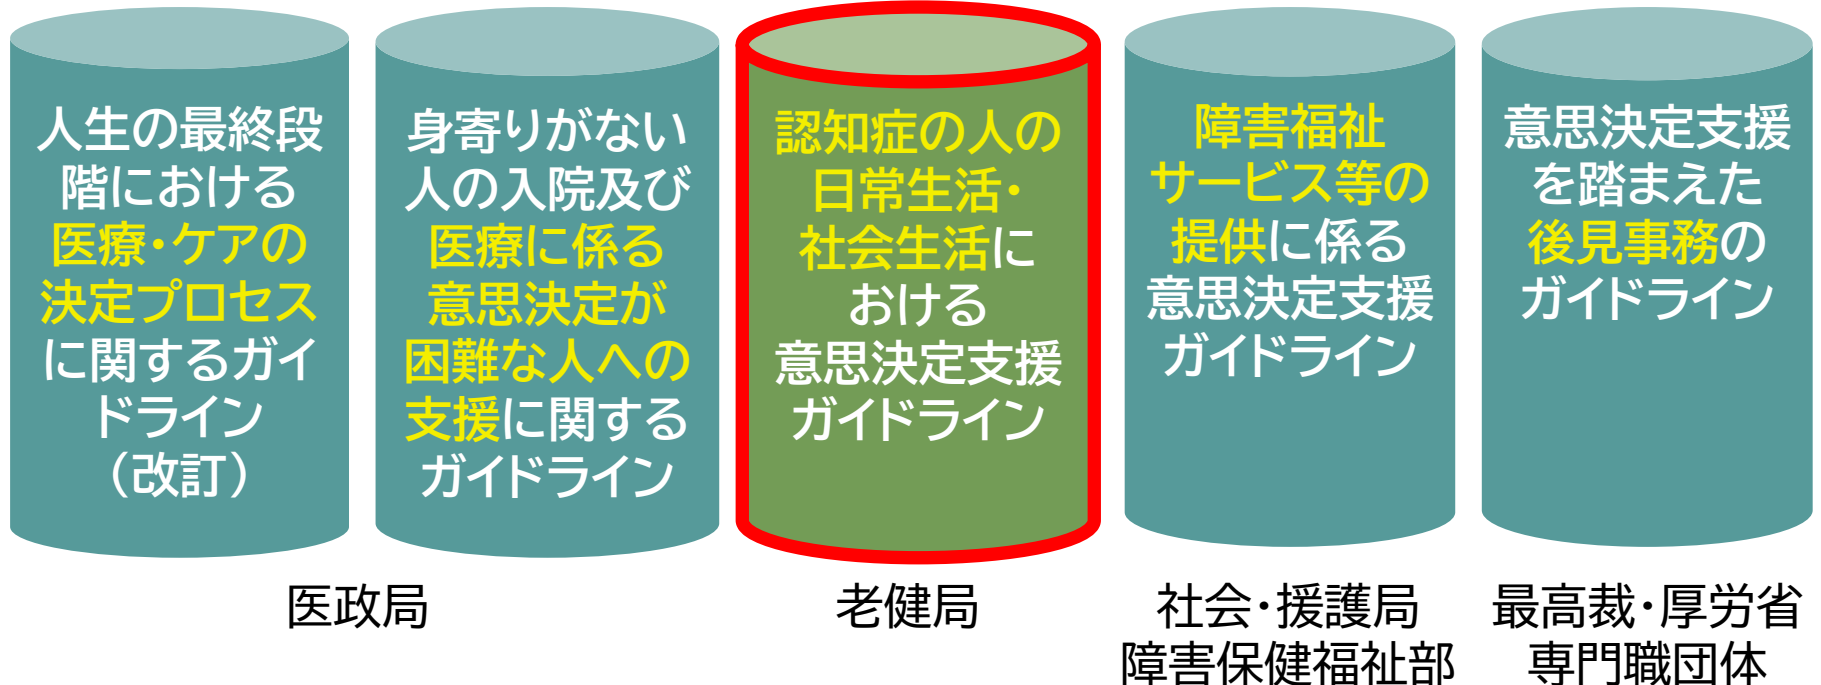 人生の最終段
階における
医療・ケアの
決定プロセス
に関するガイ
ドライン
（改訂）
身寄りがない
人の入院及び
医療に係る
意思決定が
困難な人への
支援に関する
ガイドライン
認知症の人の
日常生活・
社会生活に
おける
意思決定支援
ガイドライン
障害福祉
サービス等の
提供に係る
意思決定支援
ガイドライン
意思決定支援
を踏まえた
後見事務の
ガイドライン
医政局
老健局
社会・援護局
障害保健福祉部
最高裁・厚労省
専門職団体